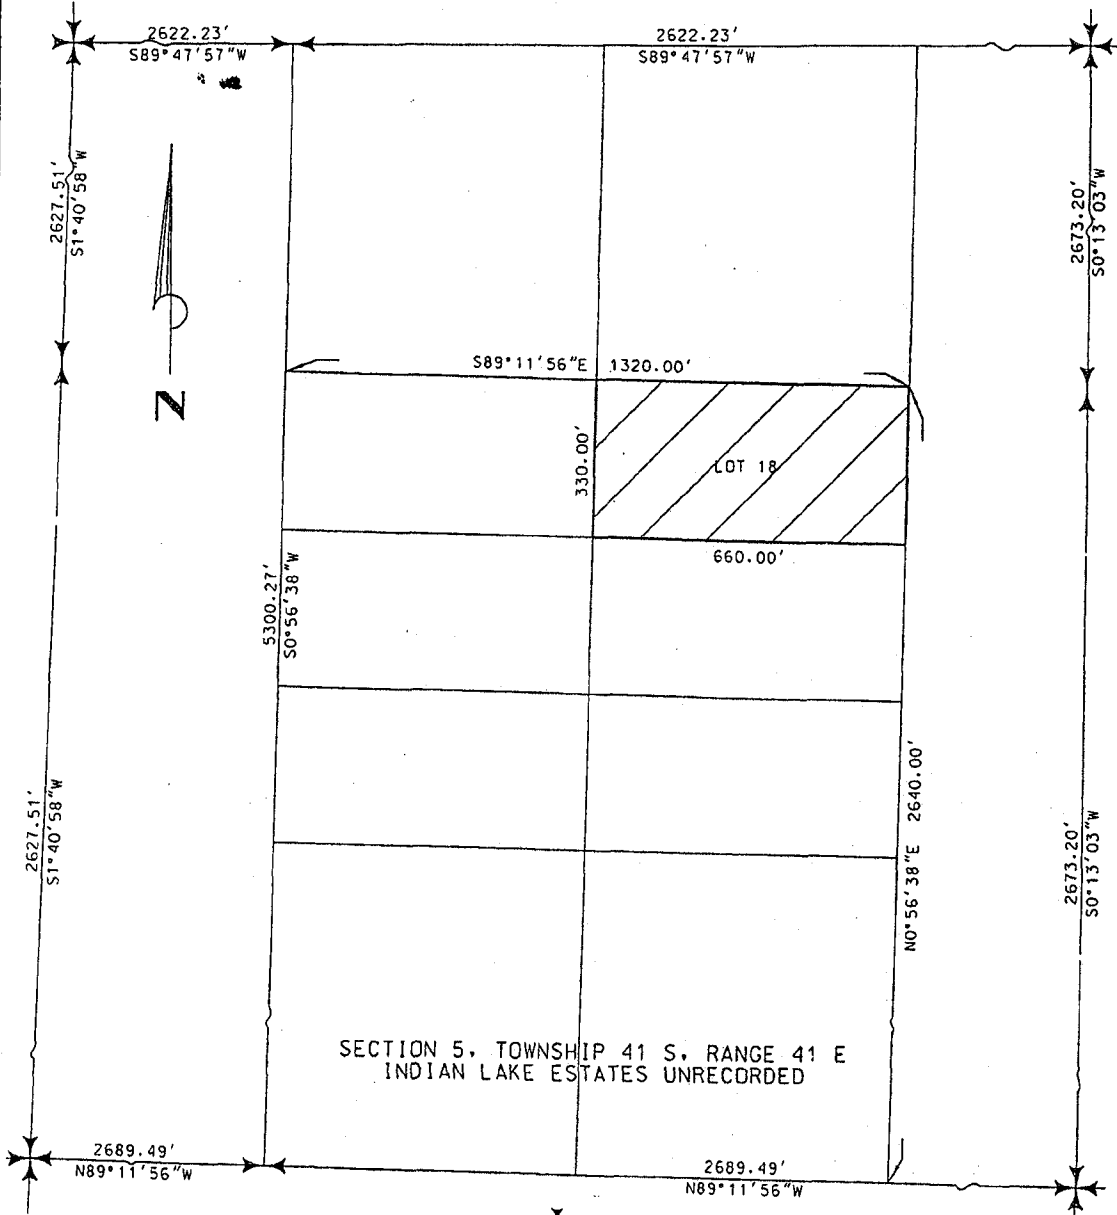 2622.23'
S89°47'57"W
2622.23'
S89°47'57"W
2627.51'
S1°40'58"W
2673.20'
S0°13'03"W
N
S89°11'56"E 1320.00'
330.00'
LOT 18
660.00'
5300.27'
S0°56'38"W
N0°56'38"E 2640.00'
2627.51'
S1°40'58"W
2673.20'
S0°13'03"W
SECTION 5, TOWNSHIP 41 S, RANGE 41 E
INDIAN LAKE ESTATES UNRECORDED
2689.49'
N89°11'56"W
2689.49'
N89°11'56"W